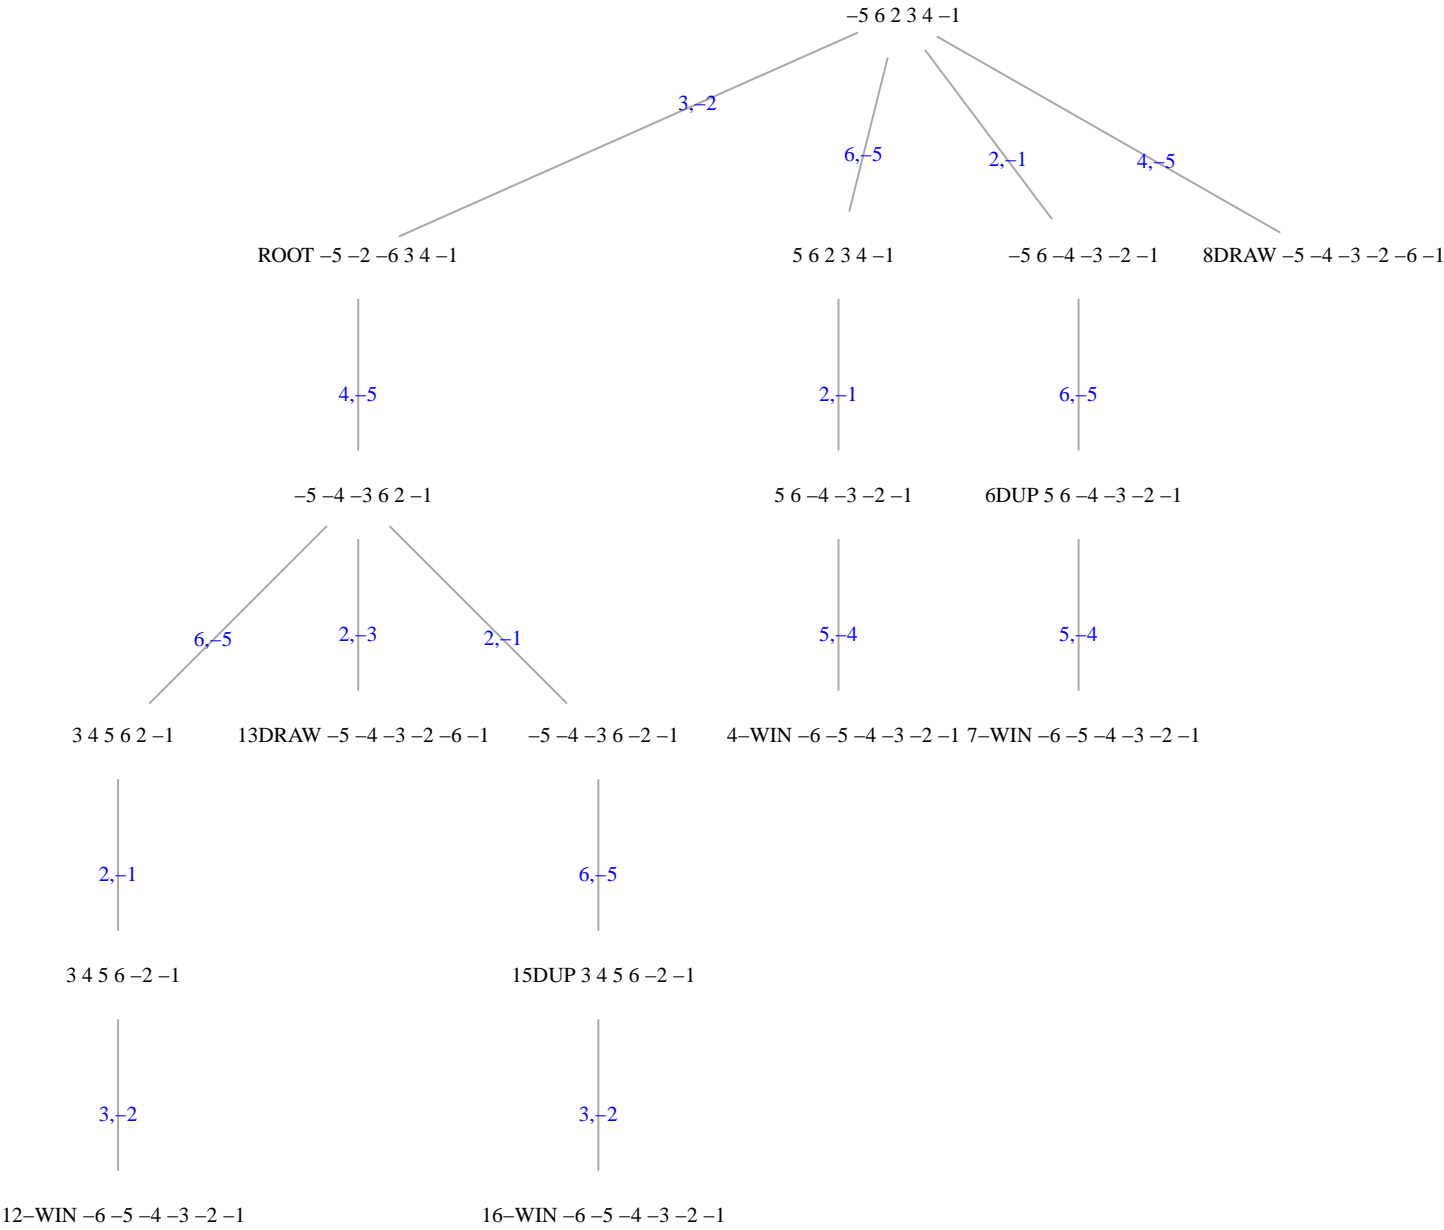 –5 6 2 3 4 –1
3,–2
6,–5
2,–1
4,–5
ROOT –5 –2 –6 3 4 –1
5 6 2 3 4 –1
–5 6 –4 –3 –2 –1
8DRAW –5 –4 –3 –2 –6 –1
4,–5
2,–1
6,–5
–5 –4 –3 6 2 –1
5 6 –4 –3 –2 –1
6DUP 5 6 –4 –3 –2 –1
6,–5
2,–3
2,–1
5,–4
5,–4
3 4 5 6 2 –1
13DRAW –5 –4 –3 –2 –6 –1
–5 –4 –3 6 –2 –1
4–WIN –6 –5 –4 –3 –2 –1
7–WIN –6 –5 –4 –3 –2 –1
2,–1
6,–5
3 4 5 6 –2 –1
15DUP 3 4 5 6 –2 –1
3,–2
3,–2
12–WIN –6 –5 –4 –3 –2 –1
16–WIN –6 –5 –4 –3 –2 –1